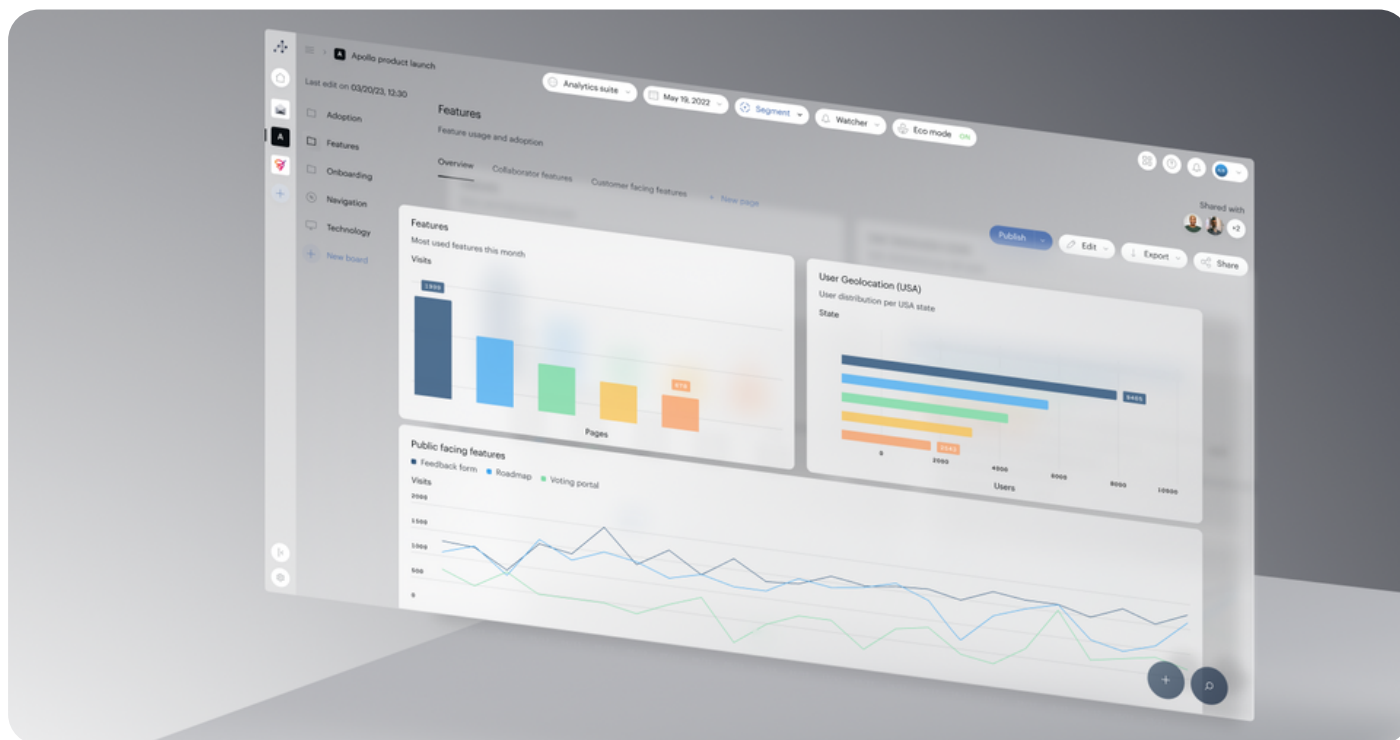 A Apollo product launch
Last edit on 03/20/23, 12:30
Analytics suite
May 19, 2022
Segment
Watcher
Eco mode ON
Adoption
Features
Onboarding
Navigation
Technology
+ New board
Features
Feature usage and adoption
Overview
Collaborator features
Customer facing features
+ New page
Shared with
+2
Publish
Edit
Export
Share
A
Features
Most used features this month
Visits
Pages
User Geolocation (USA)
User distribution per USA state
State
0 2000 4000 6000 8000 10000
Users
Public facing features
Feedback form Roadmap Voting portal
Visits
2000
1500
1000
500
0